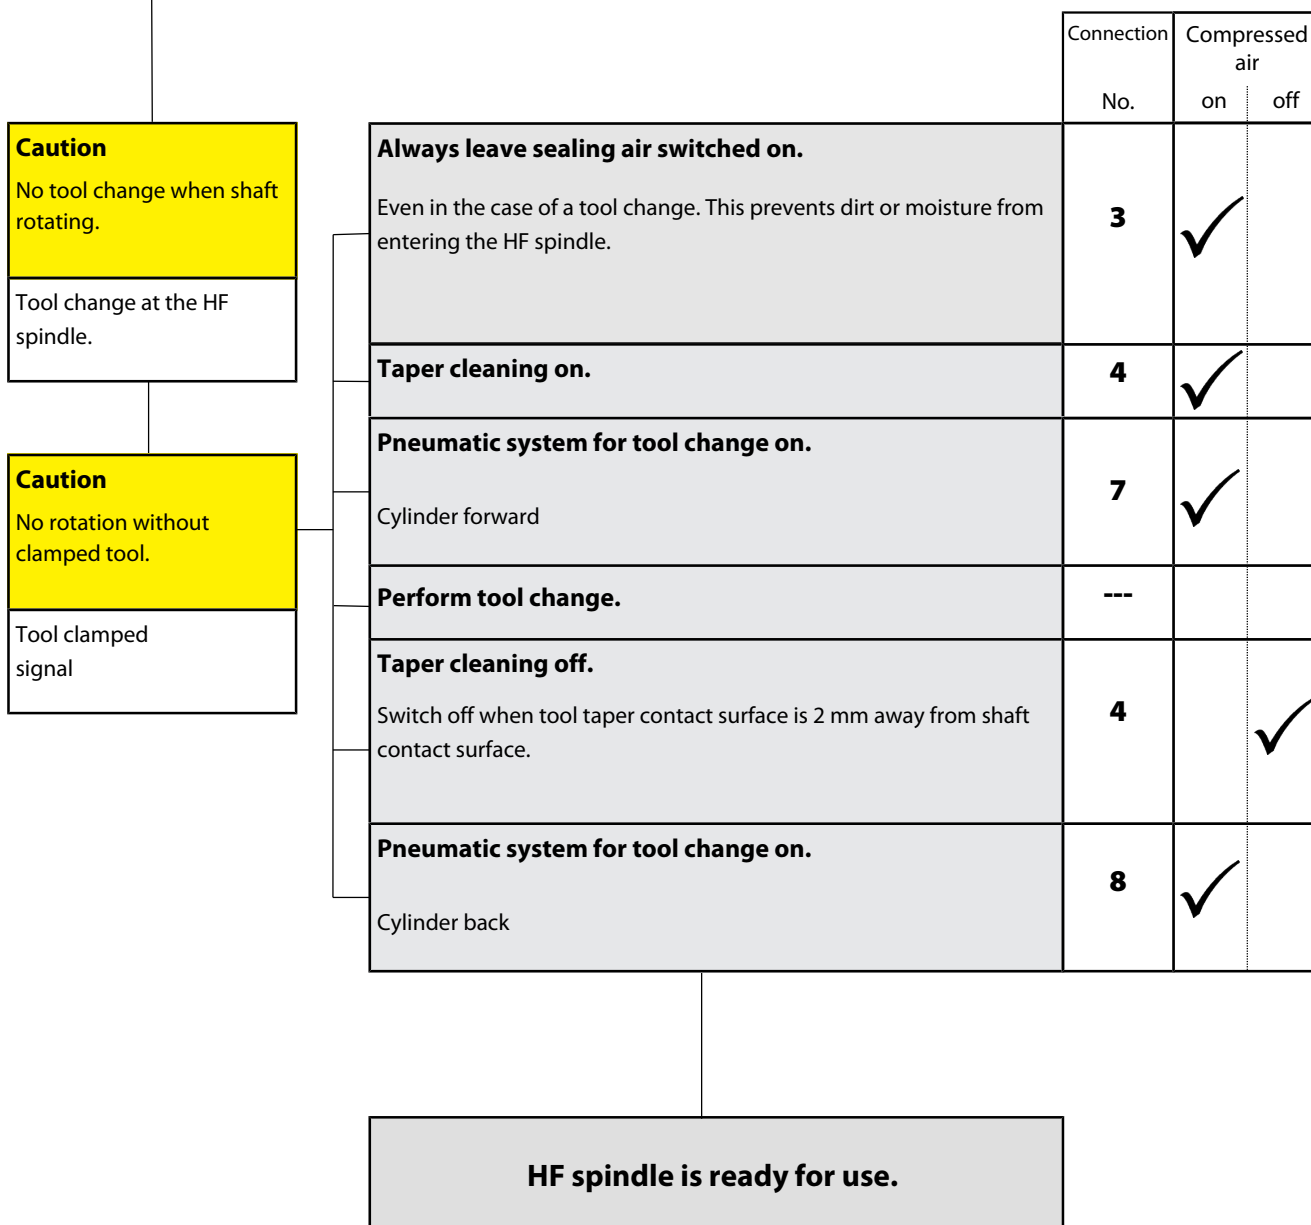 Connection
Compressed
air
No.
on
off
Caution
No tool change when shaft
rotating.
Tool change at the HF
spindle.
Caution
No rotation without
clamped tool.
Tool clamped
signal
Always leave sealing air switched on.
Even in the case of a tool change. This prevents dirt or moisture from
entering the HF spindle.
3
Taper cleaning on.
4
Pneumatic system for tool change on.
Cylinder forward
7
Perform tool change.
---
Taper cleaning off.
Switch off when tool taper contact surface is 2 mm away from shaft
contact surface.
4
Pneumatic system for tool change on.
Cylinder back
8
HF spindle is ready for use.